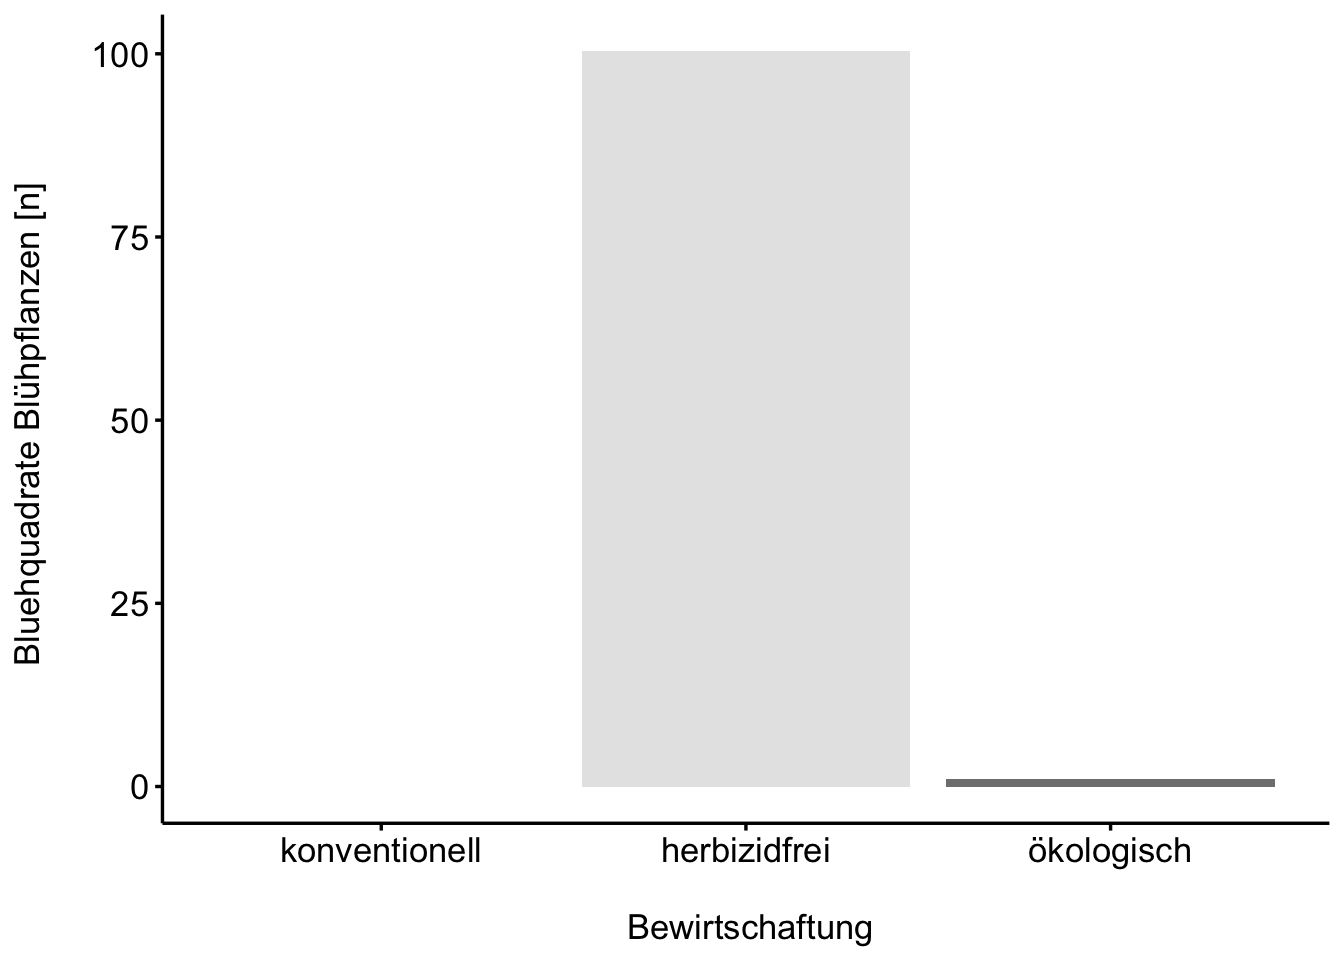 Bluehquadrate Blühpflanzen [n]
100
75
50
25
0
konventionell herbizidfrei ökologisch
Bewirtschaftung